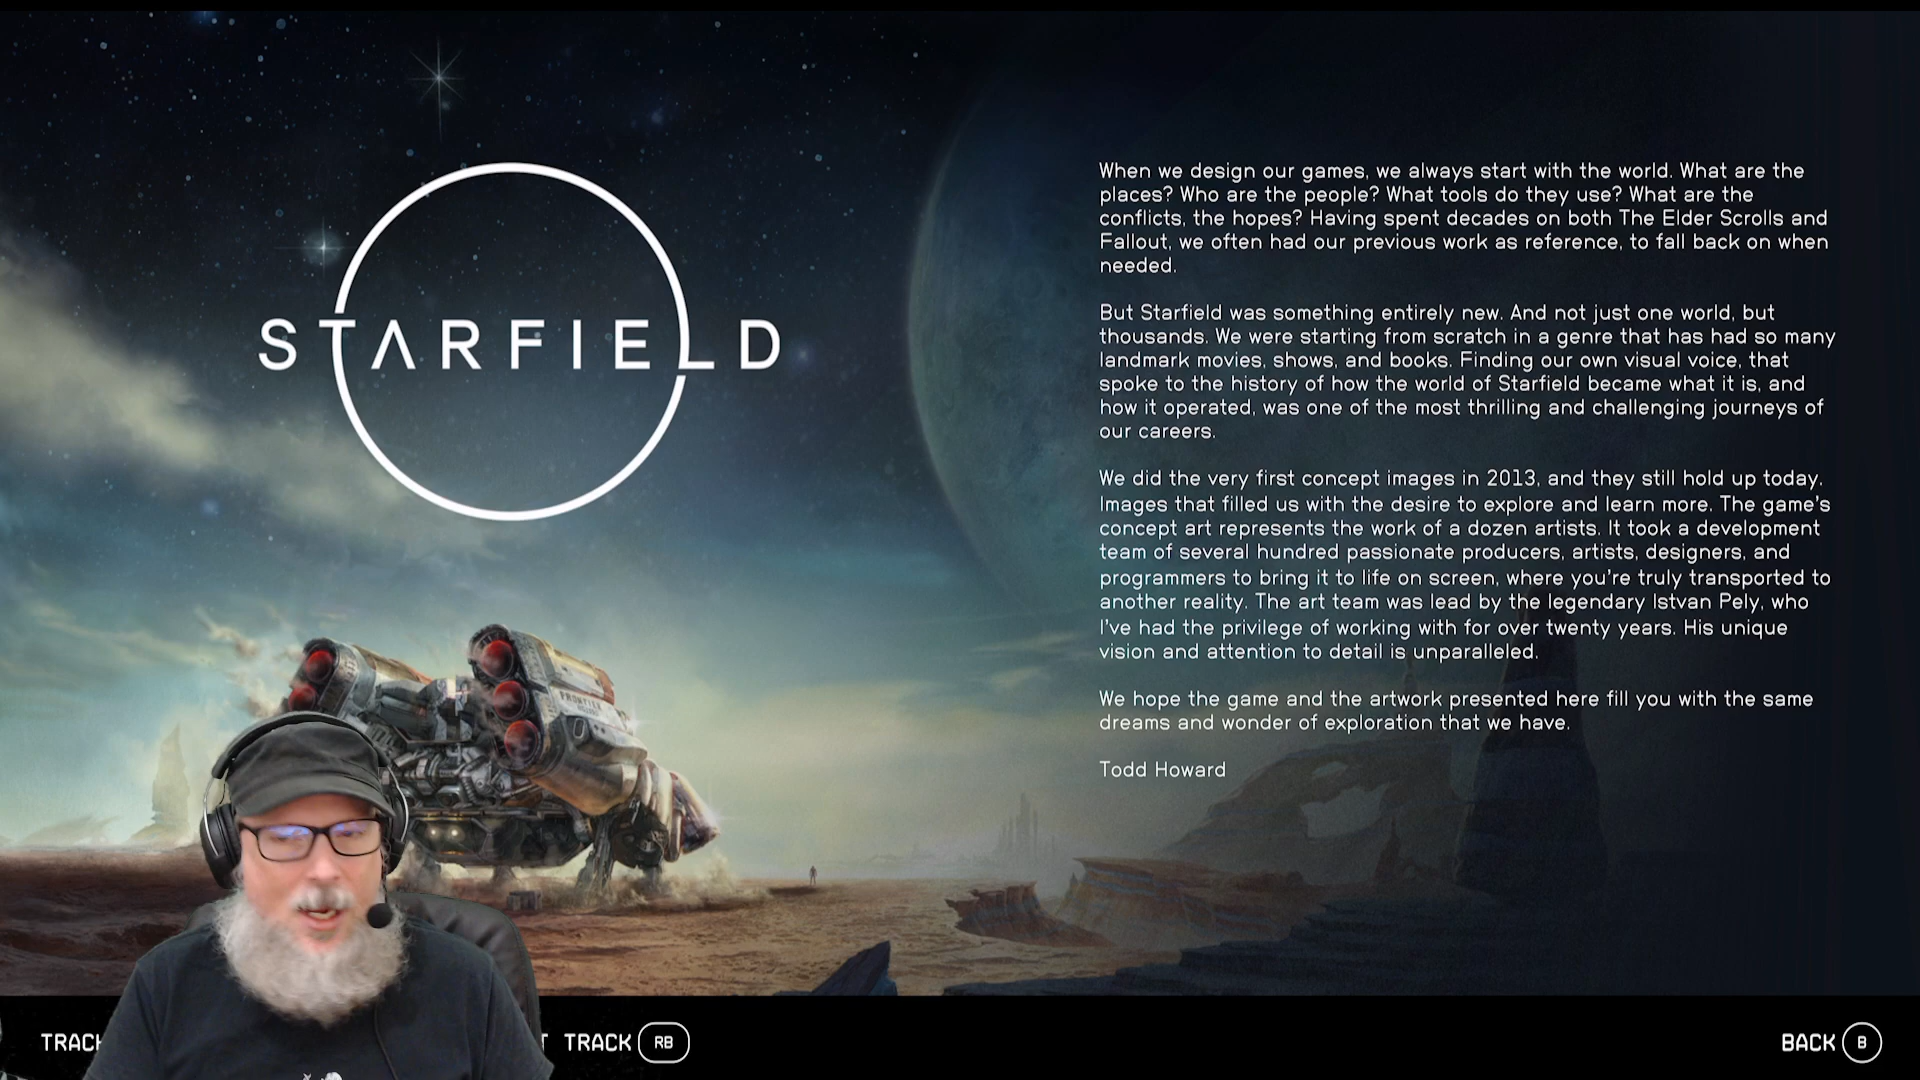 STARFIELD
When we design our games, we always start with the world. What are the
places? Who are the people? What tools do they use? What are the
conflicts, the hopes? Having spent decades on both The Elder Scrolls and
Fallout, we often had our previous work as reference, to fall back on when
needed.
But Starfield was something entirely new. And not just one world, but
thousands. We were starting from scratch in a genre that has had so many
landmark movies, shows, and books. Finding our own visual voice, that
spoke to the history of how the world of Starfield became what it is, and
how it operated, was one of the most thrilling and challenging journeys of
our careers.
We did the very first concept images in 2013, and they still hold up today.
Images that filled us with the desire to explore and learn more. The game's
concept art represents the work of a dozen artists. It took a development
team of several hundred passionate producers, artists, designers, and
programmers to bring it to life on screen, where you're truly transported to
another reality. The art team was lead by the legendary Istvan Pely, who
I've had the privilege of working with for over twenty years. His unique
vision and attention to detail is unparalleled.
We hope the game and the artwork presented here fill you with the same
dreams and wonder of exploration that we have.
Todd Howard
FRONTIER
TRACK RB
BACK B